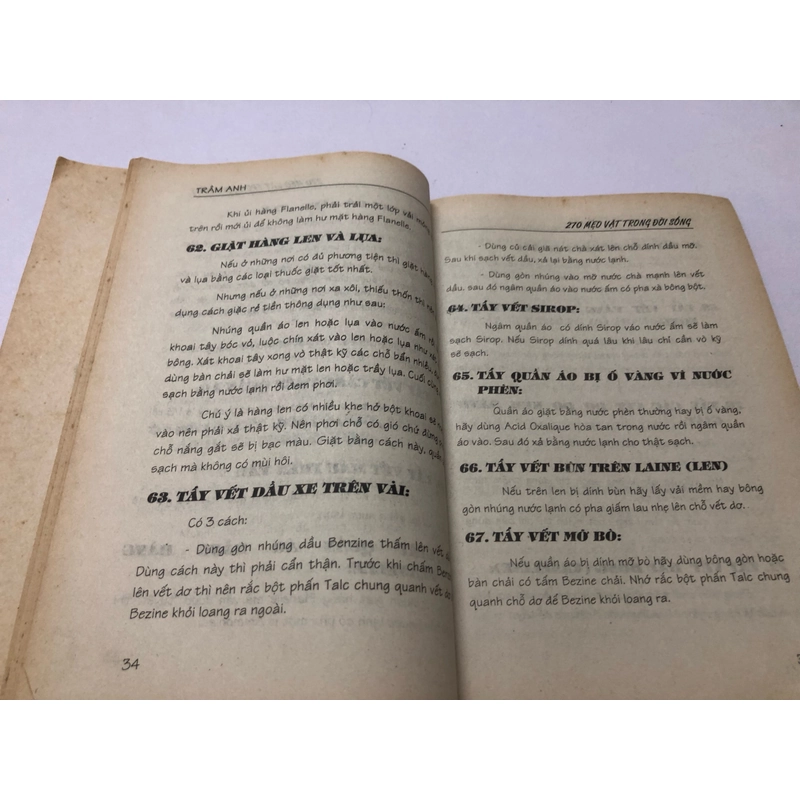 TRÂM ANH
Khi ủi hàng Flanelle, phải trải một lớp vải mỏng
trên rồi mới ủi để không làm hư mặt hàng Flanelle.
62. GIẶT HÀNG LEN VÀ LỤA:
Nếu ở những nơi có đủ phương tiện thì giặt hàng
và lụa bằng các loại thuốc giặt tốt nhất.
Nhưng nếu ở những nơi xa xôi, thiếu thốn thì
dùng cách giặc rẻ tiền thông dụng như sau:
Nhúng quần áo len hoặc lụa vào nước ấm rồi
khoai tây bóc vỏ, luộc chín xát vào len hoặc lụa như
bông. Xát khoai tây xong vò thật kỹ các chỗ bẩn nhiều,
dùng bàn chải sẽ làm hư mặt len hoặc trầy lụa. Cuối cùng
sạch bằng nước lạnh rồi đem phơi.
Chú ý là hàng len có nhiều khe hở bột khoai sẽ
vào nên phải xả thật kỹ. Nên phơi chỗ có gió chứ đừng
chỗ nắng gắt sẽ bị bạc màu. Giặt bằng cách này, quần
sạch mà không có mùi hôi.
63. TẨY VẾT DẦU XE TRÊN VẢI:
Có 3 cách:
- Dùng gòn nhúng dầu Benzine thấm lên vết
Dùng cách này thì phải cẩn thận. Trước khi chấm
lên vết dơ thì nên rắc bột phấn Talc chung quanh vết dơ
Bezine khỏi loang ra ngoài.
34
270 MẸO VẶT TRONG ĐỜI SỐNG
- Dùng củ cải giã nát chà xát lên chỗ dính dầu mỡ.
Sau khi sạch vết dầu, xả lại bằng nước lạnh.
- Dùng gòn nhúng vào mỡ nước chà mạnh lên vết
dầu, sau đó ngâm quần áo vào nước ấm có pha xà bông bột.
64. TẨY VẾT SIROP:
Ngâm quần áo có dính Sirop vào nước ấm sẽ làm
sạch Sirop. Nếu Sirop dính quá lâu khi lâu chỉ cần vò kỹ
sẽ sạch.
65. TẨY QUẦN ÁO BỊ Ố VÀNG VÌ NƯỚC
PHÈN:
Quần áo giặt bằng nước phèn thường hay bị ố vàng,
hãy dùng Acid Oxalique hòa tan trong nước rồi ngâm quần
áo vào. Sau đó xả bằng nước lạnh cho thật sạch.
66. TẨY VẾT BÙN TRÊN LAINE (LEN)
Nếu trên len bị dính bùn hãy lấy vải mềm hay bông
gòn nhúng nước lạnh có pha giấm lau nhẹ lên chỗ vết dơ.
67. TẨY VẾT MỠ BÒ:
Nếu quần áo bị dính mỡ bò hãy dùng bông gòn hoặc
bàn chải có tẩm Bezine chải. Nhớ rắc bột phấn Talc chung
quanh chỗ dơ để Bezine khỏi loang ra.